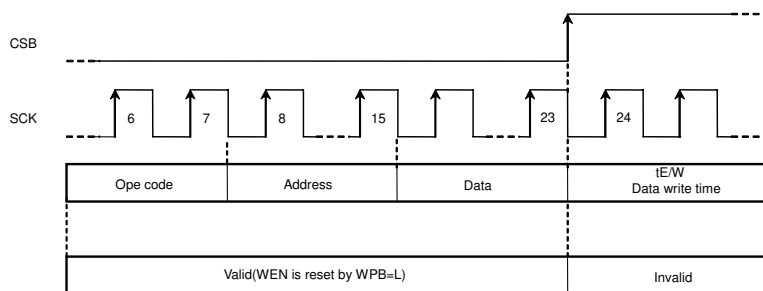 CSB
SCK
6 7 8 15 23 24
Ope code Address Data tE/W
Data write time
Valid(WEN is reset by WPB=L) Invalid